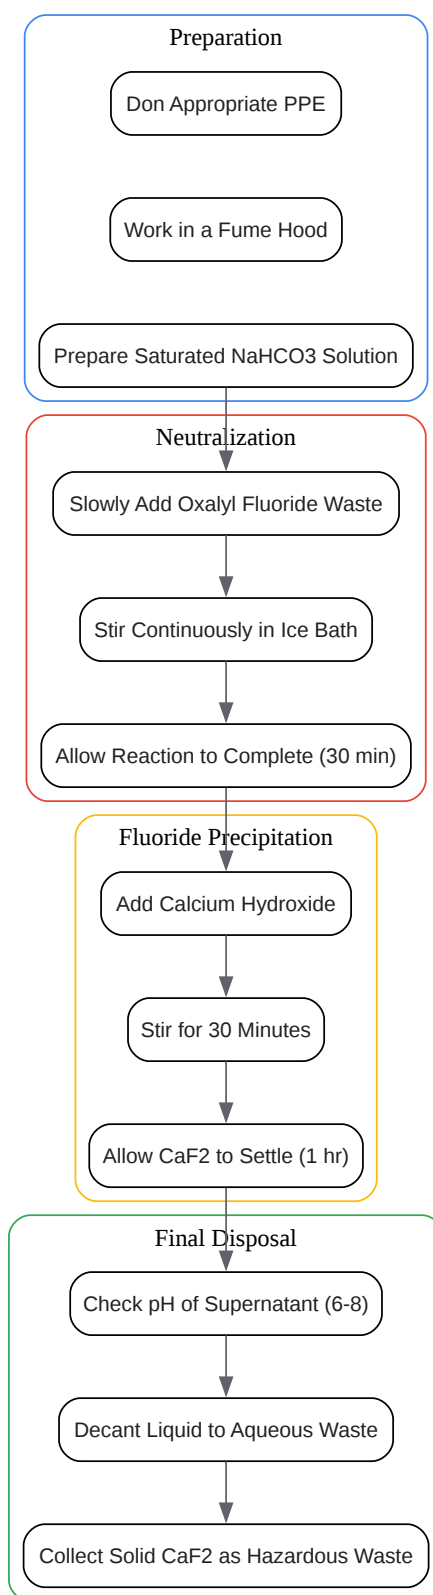 Preparation
Don Appropriate PPE
Work in a Fume Hood
Prepare Saturated NaHCO3 Solution
Neutralization
Slowly Add Oxalyl Fluoride Waste
Stir Continuously in Ice Bath
Allow Reaction to Complete (30 min)
Fluoride Precipitation
Add Calcium Hydroxide
Stir for 30 Minutes
Allow CaF2 to Settle (1 hr)
Final Disposal
Check pH of Supernatant (6-8)
Decant Liquid to Aqueous Waste
Collect Solid CaF2 as Hazardous Waste